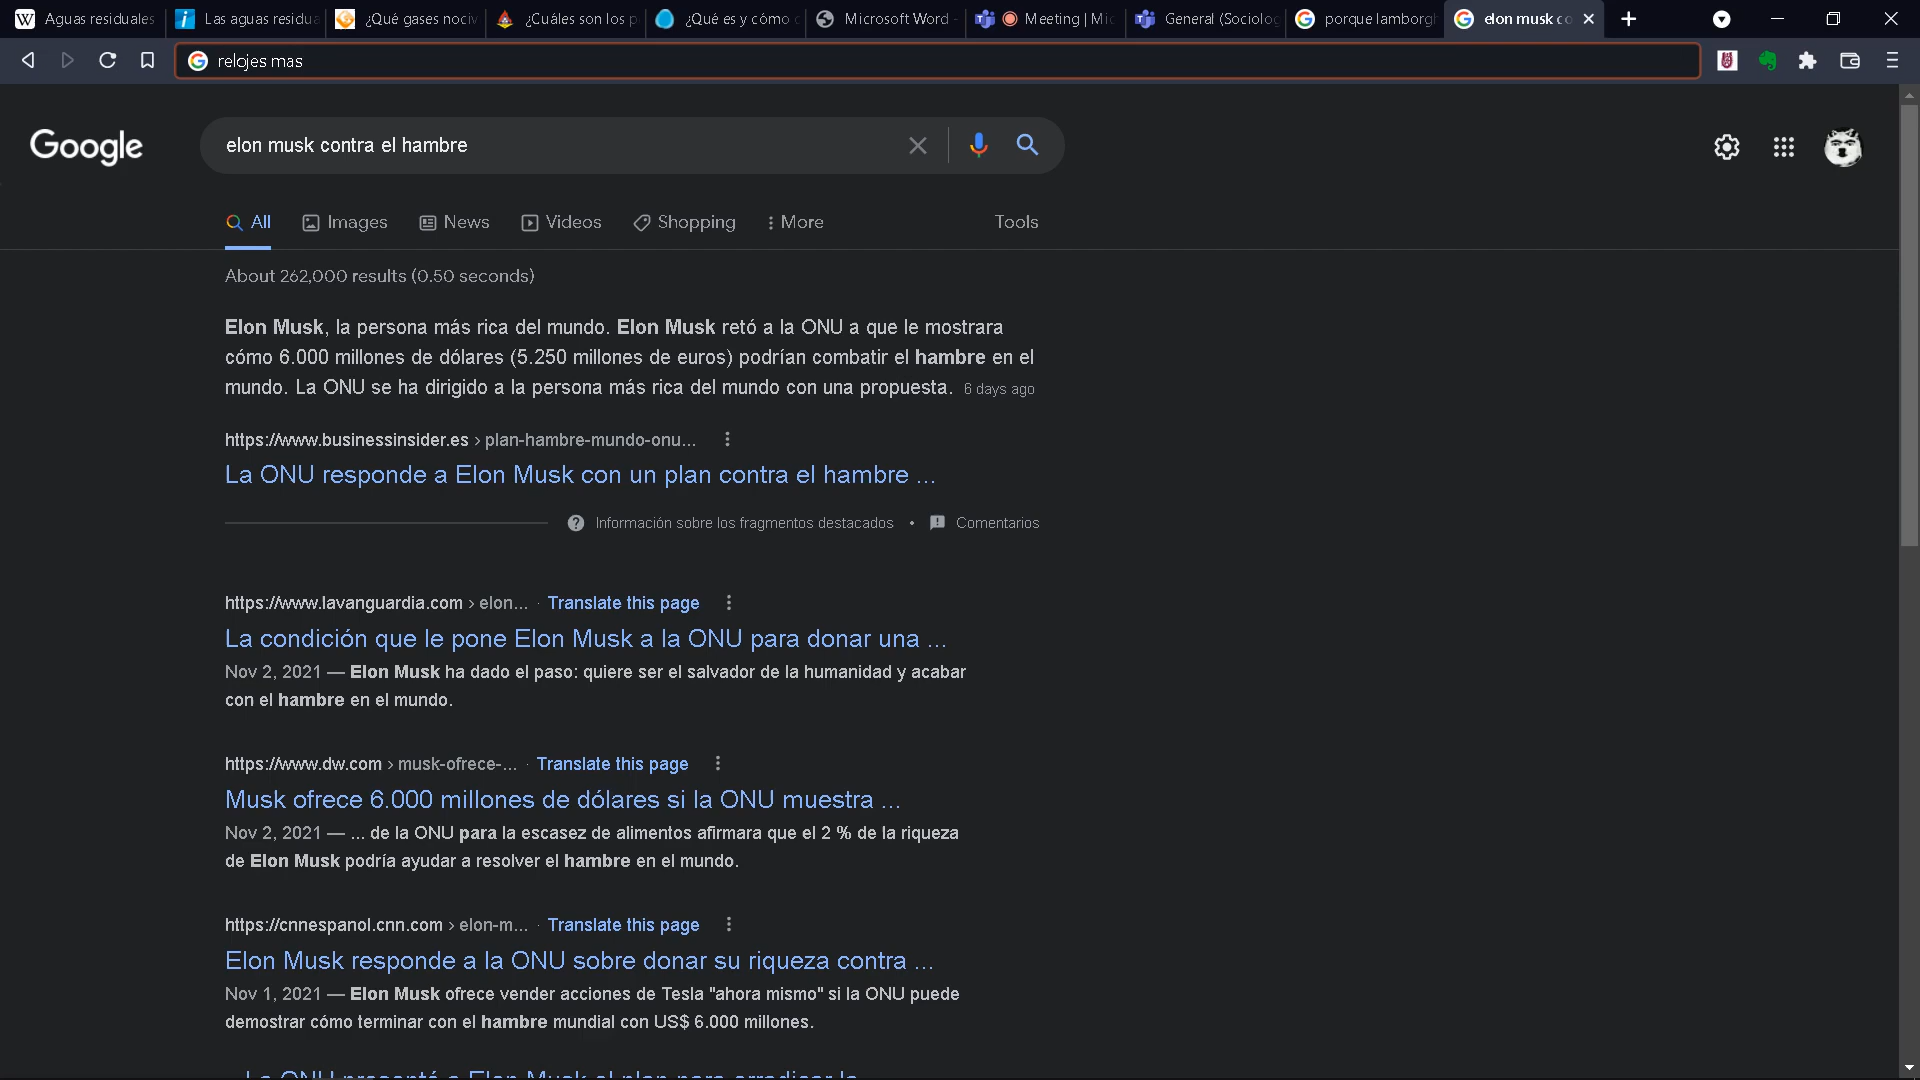 Aguas residuales
Las aguas residua
¿Qué gases nociv
¿Cuáles son los p
¿Qué es y cómo
Microsoft Word -
Meeting | Mic
General (Sociolog
porque lamborgh
elon musk co
relojes mas
Google
elon musk contra el hambre
All
Images
News
Videos
Shopping
More
Tools
About 262,000 results (0.50 seconds)
Elon Musk, la persona más rica del mundo. Elon Musk retó a la ONU a que le mostrara
cómo 6.000 millones de dólares (5.250 millones de euros) podrían combatir el hambre en el
mundo. La ONU se ha dirigido a la persona más rica del mundo con una propuesta. 6 days ago
https://www.businessinsider.es › plan-hambre-mundo-onu...
La ONU responde a Elon Musk con un plan contra el hambre ...
Información sobre los fragmentos destacados • Comentarios
https://www.lavanguardia.com › elon... · Translate this page
La condición que le pone Elon Musk a la ONU para donar una ...
Nov 2, 2021 — Elon Musk ha dado el paso: quiere ser el salvador de la humanidad y acabar
con el hambre en el mundo.
https://www.dw.com › musk-ofrece-... · Translate this page
Musk ofrece 6.000 millones de dólares si la ONU muestra ...
Nov 2, 2021 — ... de la ONU para la escasez de alimentos afirmara que el 2 % de la riqueza
de Elon Musk podría ayudar a resolver el hambre en el mundo.
https://cnnespanol.cnn.com › elon-m... · Translate this page
Elon Musk responde a la ONU sobre donar su riqueza contra ...
Nov 1, 2021 — Elon Musk ofrece vender acciones de Tesla "ahora mismo" si la ONU puede
demostrar cómo terminar con el hambre mundial con US$ 6.000 millones.
La ONU presentó a Elon Musk el plan para erradicar la